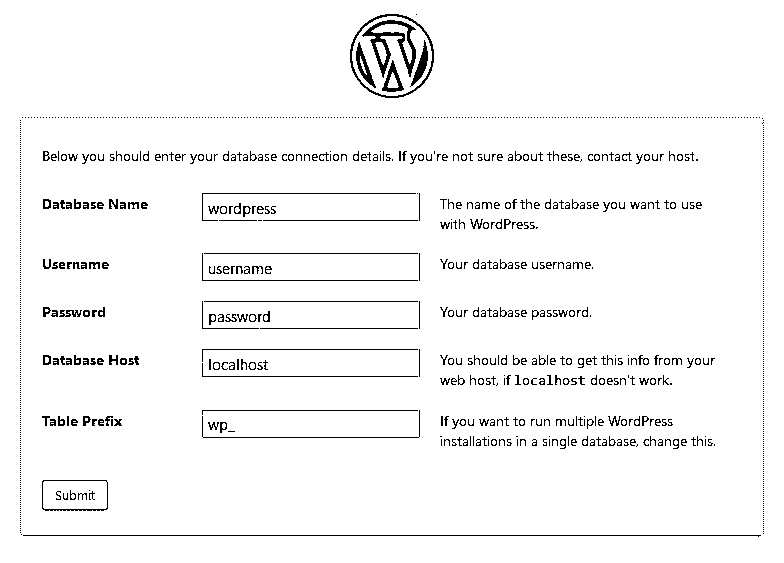 Below you should enter your database connection details. If you're not sure about these, contact your host.
Database Name
wordpress
The name of the database you want to use
with WordPress.
Username
username
Your database username.
Password
password
Your database password.
Database Host
localhost
You should be able to get this info from your
web host, if localhost doesn't work.
Table Prefix
wp_
If you want to run multiple WordPress
installations in a single database, change this.
Submit